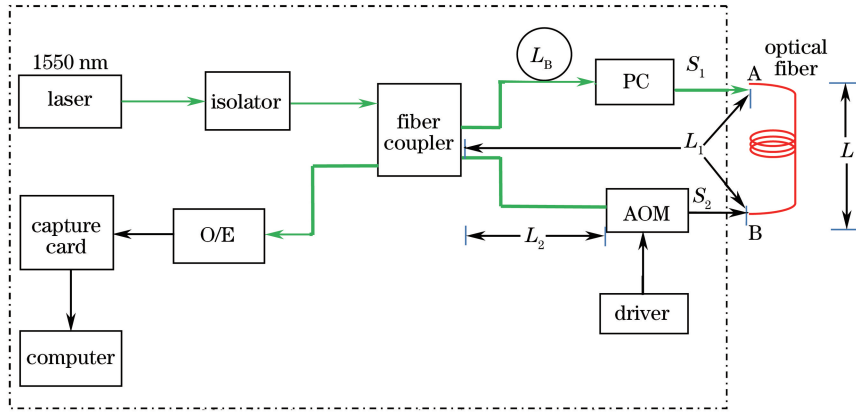 1550 nm
laser
isolator
fiber
coupler
L_B
PC
S_1
A
optical
fiber
L_1
L
S_2
B
AOM
L_2
driver
O/E
capture
card
computer